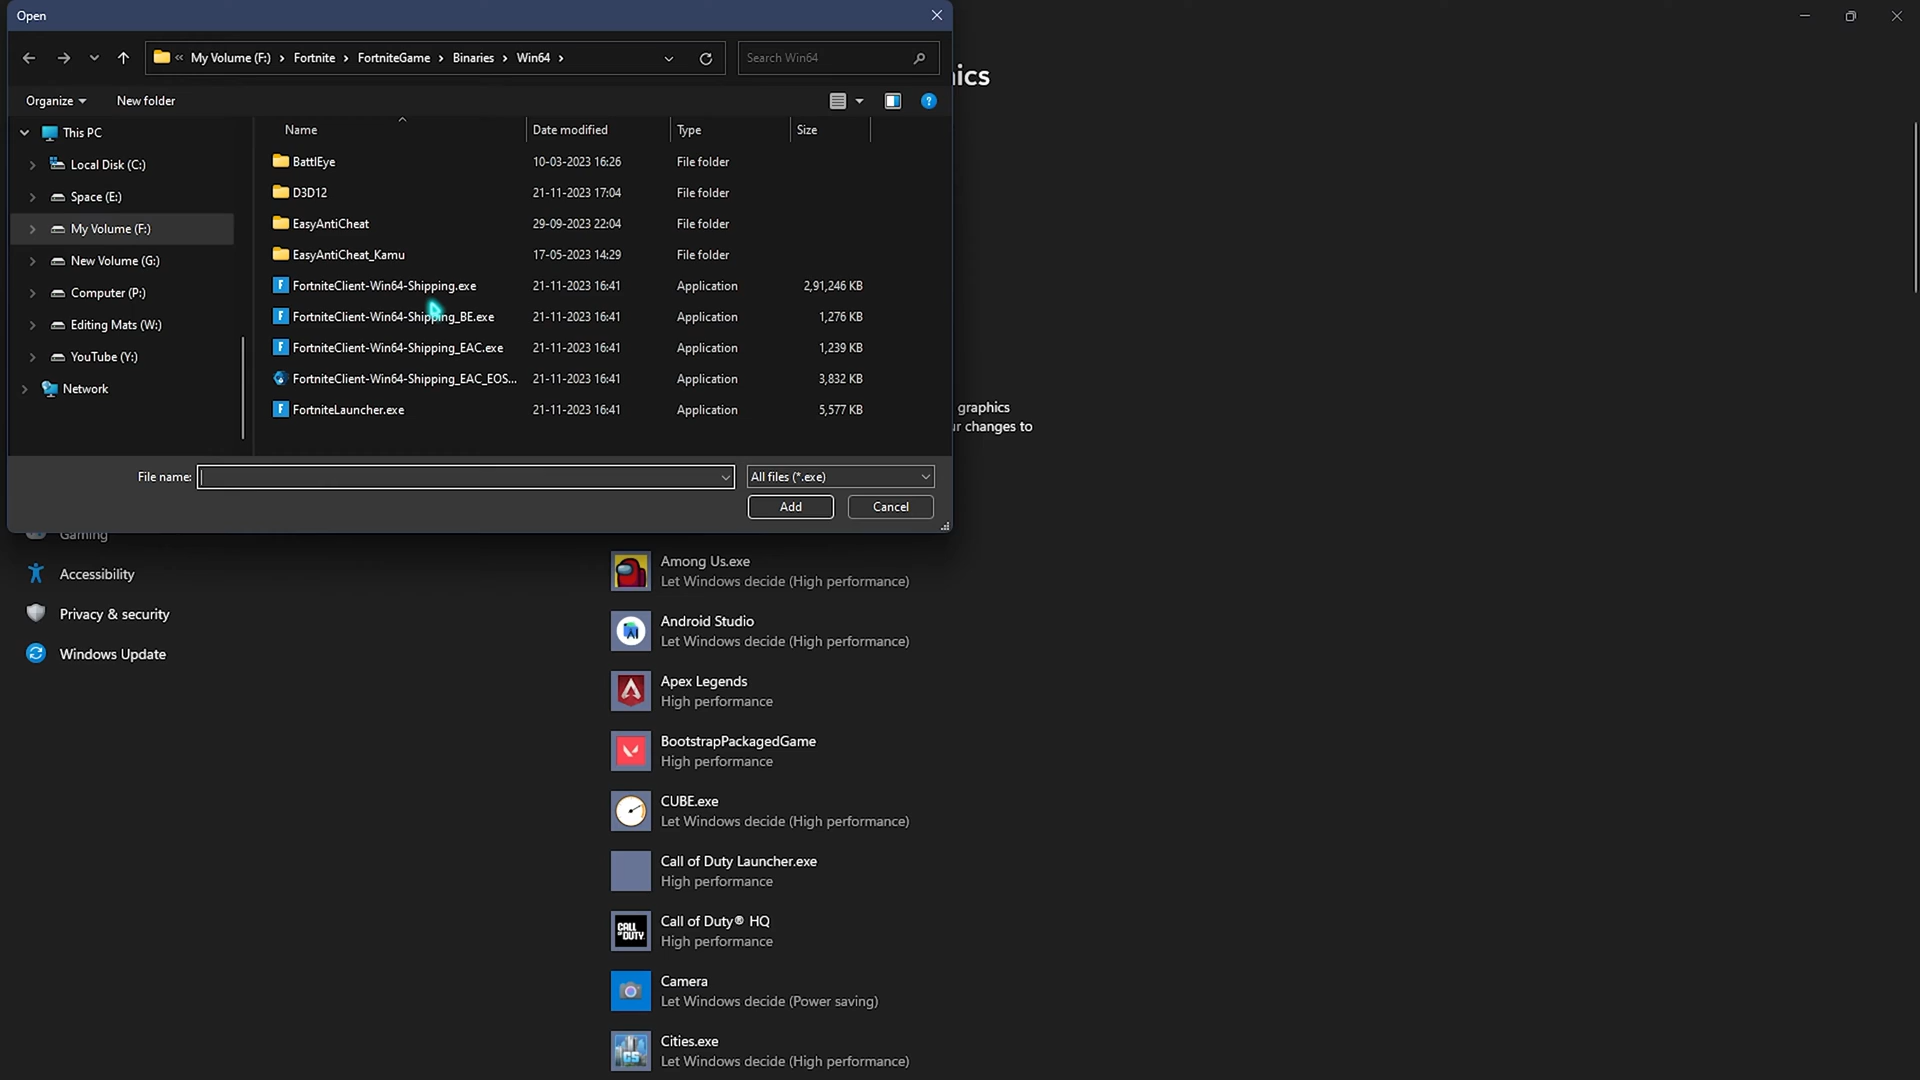 Open
« My Volume (F:) › Fortnite › FortniteGame › Binaries › Win64 ›
Search Win64
ics
Organize
New folder
This PC
Local Disk (C:)
Space (E:)
My Volume (F:)
New Volume (G:)
Computer (P:)
Editing Mats (W:)
YouTube (Y:)
Network
Name Date modified Type Size
BattlEye 10-03-2023 16:26 File folder
D3D12 21-11-2023 17:04 File folder
EasyAntiCheat 29-09-2023 22:04 File folder
EasyAntiCheat_Kamu 17-05-2023 14:29 File folder
FortniteClient-Win64-Shipping.exe 21-11-2023 16:41 Application 2,91,246 KB
FortniteClient-Win64-Shipping_BE.exe 21-11-2023 16:41 Application 1,276 KB
FortniteClient-Win64-Shipping_EAC.exe 21-11-2023 16:41 Application 1,239 KB
FortniteClient-Win64-Shipping_EAC_EOS... 21-11-2023 16:41 Application 3,832 KB
FortniteLauncher.exe 21-11-2023 16:41 Application 5,577 KB
graphics
ur changes to
File name:
All files (*.exe)
Add
Cancel
Gaming
Accessibility
Privacy & security
Windows Update
Among Us.exe
Let Windows decide (High performance)
Android Studio
Let Windows decide (High performance)
Apex Legends
High performance
BootstrapPackagedGame
High performance
CUBE.exe
Let Windows decide (High performance)
Call of Duty Launcher.exe
High performance
CALL OF DUTY
Call of Duty® HQ
High performance
Camera
Let Windows decide (Power saving)
Cities.exe
Let Windows decide (High performance)